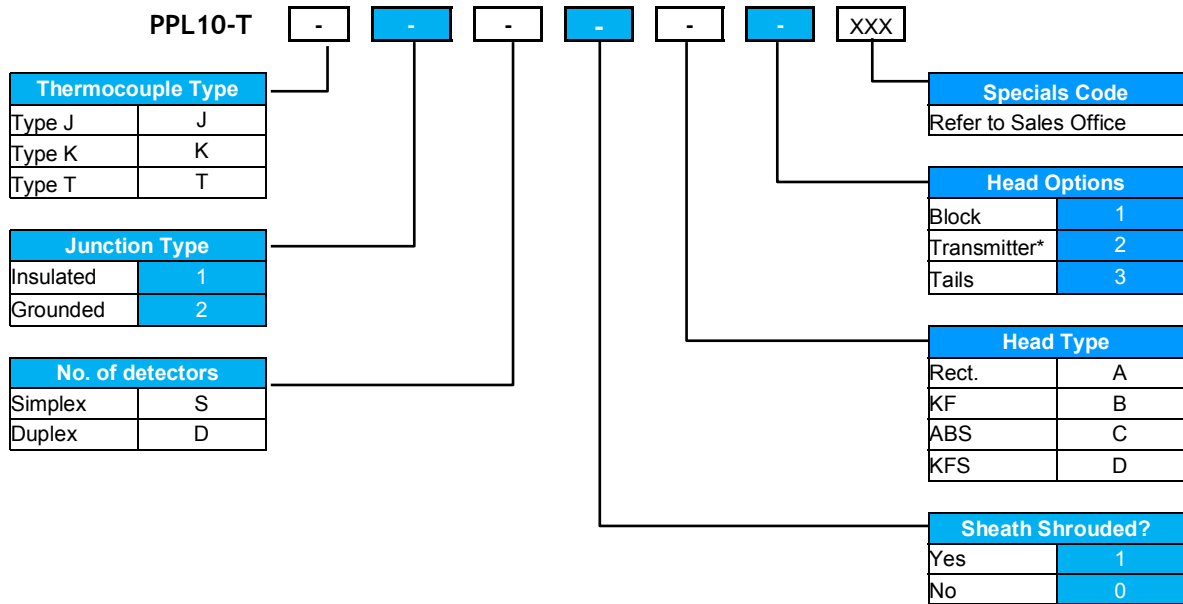 PPL10-T - - - - - - XXX
Thermocouple Type
Type J J
Type K K
Type T T
Junction Type
Insulated 1
Grounded 2
No. of detectors
Simplex S
Duplex D
Specials Code
Refer to Sales Office
Head Options
Block 1
Transmitter* 2
Tails 3
Head Type
Rect. A
KF B
ABS C
KFS D
Sheath Shrouded?
Yes 1
No 0